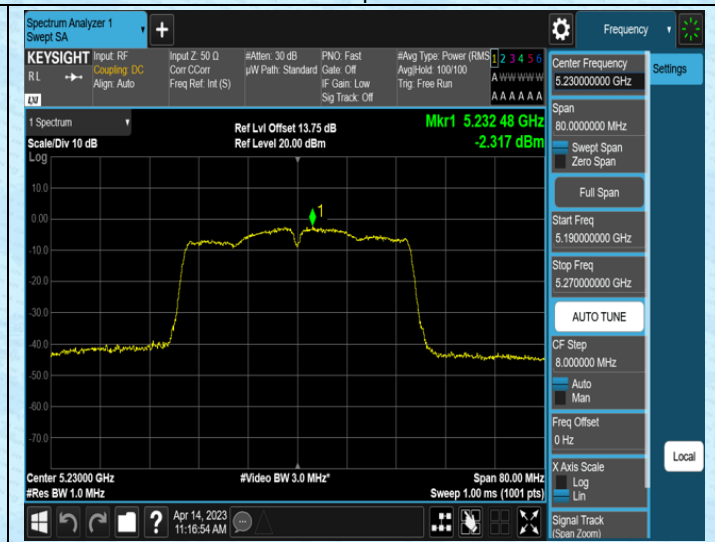 Spectrum Analyzer 1
Swept SA
+
Frequency
KEYSIGHT
RL
LXI
Input: RF
Coupling: DC
Align: Auto
Input Z: 50 Ω
Corr CCorr
Freq Ref: Int (S)
#Atten: 30 dB
µW Path: Standard
PNO: Fast
Gate: Off
IF Gain: Low
Sig Track: Off
#Avg Type: Power (RMS
Avg|Hold: 100/100
Trig: Free Run
1 2 3 4 5 6
A W W W W W
A A A A A A
1 Spectrum
Scale/Div 10 dB
Log
Ref Lvl Offset 13.75 dB
Ref Level 20.00 dBm
Mkr1 5.232 48 GHz
-2.317 dBm
10.0
0.00
-10.0
-20.0
-30.0
-40.0
-50.0
-60.0
-70.0
1
Center 5.23000 GHz
#Res BW 1.0 MHz
#Video BW 3.0 MHz*
Span 80.00 MHz
Sweep 1.00 ms (1001 pts)
?
Apr 14, 2023
11:16:54 AM
Center Frequency
5.230000000 GHz
Span
80.0000000 MHz
Swept Span
Zero Span
Full Span
Start Freq
5.190000000 GHz
Stop Freq
5.270000000 GHz
AUTO TUNE
CF Step
8.000000 MHz
Auto
Man
Freq Offset
0 Hz
X Axis Scale
Log
Lin
Signal Track
(Span Zoom)
Settings
Local